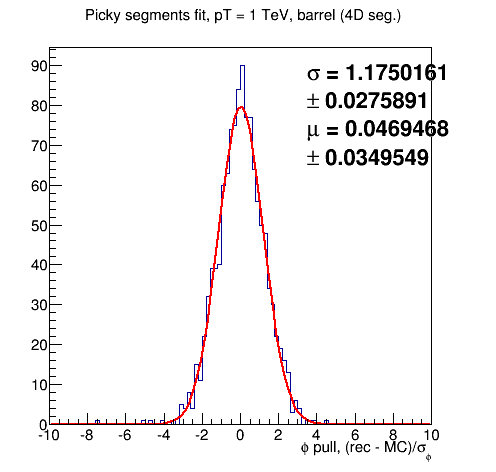 Picky segments fit, pT = 1 TeV, barrel (4D seg.)
σ = 1.1750161
± 0.0275891
μ = 0.0469468
± 0.0349549
90
80
70
60
50
40
30
20
10
0
-10 -8 -6 -4 -2 0 2 4 6 8 10
ϕ pull, (rec - MC)/σϕ